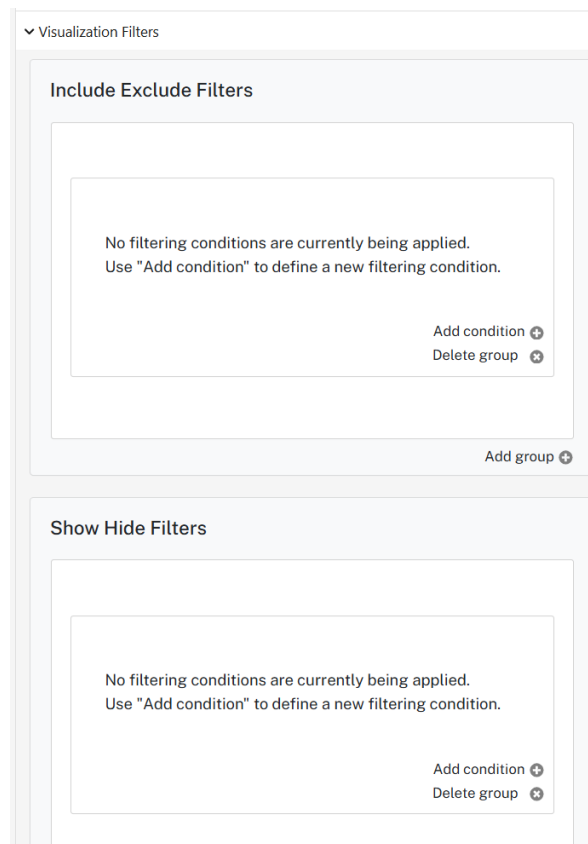 Visualization Filters
Include Exclude Filters
No filtering conditions are currently being applied.
Use "Add condition" to define a new filtering condition.
Add condition
Delete group
Add group
Show Hide Filters
No filtering conditions are currently being applied.
Use "Add condition" to define a new filtering condition.
Add condition
Delete group